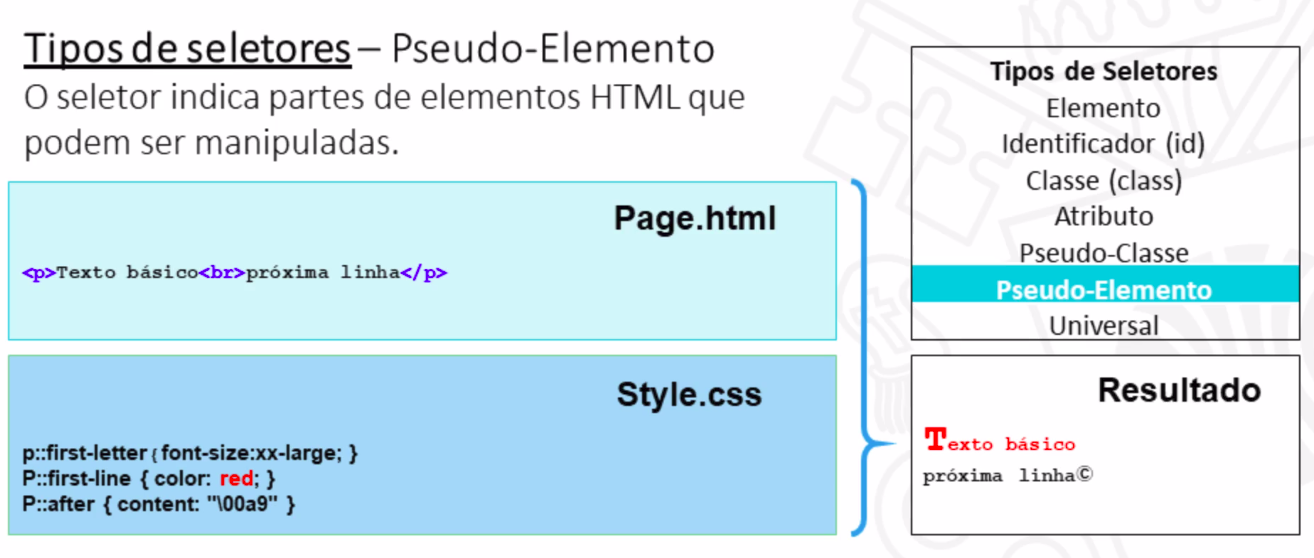 Tipos de seletores – Pseudo-Elemento
O seletor indica partes de elementos HTML que
podem ser manipuladas.
Page.html
<p>Texto básico<br>próxima linha</p>
Style.css
p::first-letter { font-size:xx-large; }
P::first-line { color: red; }
P::after { content: "\00a9" }
Tipos de Seletores
Elemento
Identificador (id)
Classe (class)
Atributo
Pseudo-Classe
Pseudo-Elemento
Universal
Resultado
Texto básico
próxima linha©